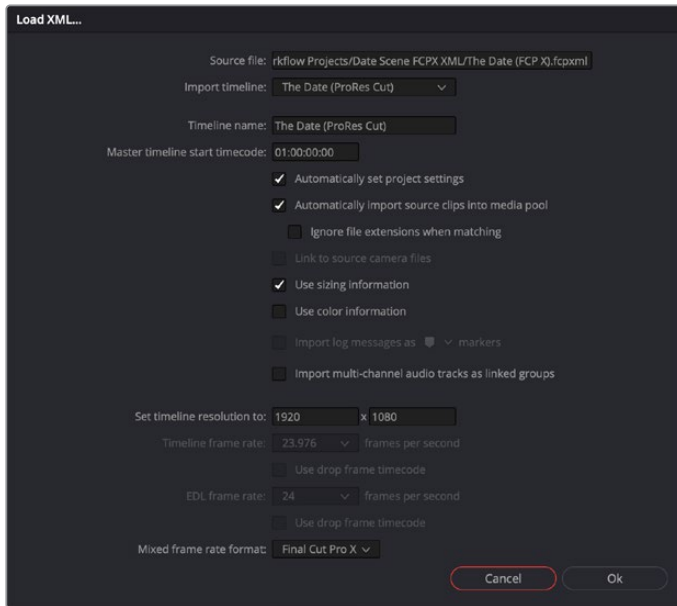 Load XML...
Source file: rkflow Projects/Date Scene FCPX XML/The Date (FCP X).fcpxml
Import timeline: The Date (ProRes Cut)
Timeline name: The Date (ProRes Cut)
Master timeline start timecode: 01:00:00:00
Automatically set project settings
Automatically import source clips into media pool
Ignore file extensions when matching
Link to source camera files
Use sizing information
Use color information
Import log messages as markers
Import multi-channel audio tracks as linked groups
Set timeline resolution to: 1920 x 1080
Timeline frame rate: 23.976 frames per second
Use drop frame timecode
EDL frame rate: 24 frames per second
Use drop frame timecode
Mixed frame rate format: Final Cut Pro X
Cancel Ok